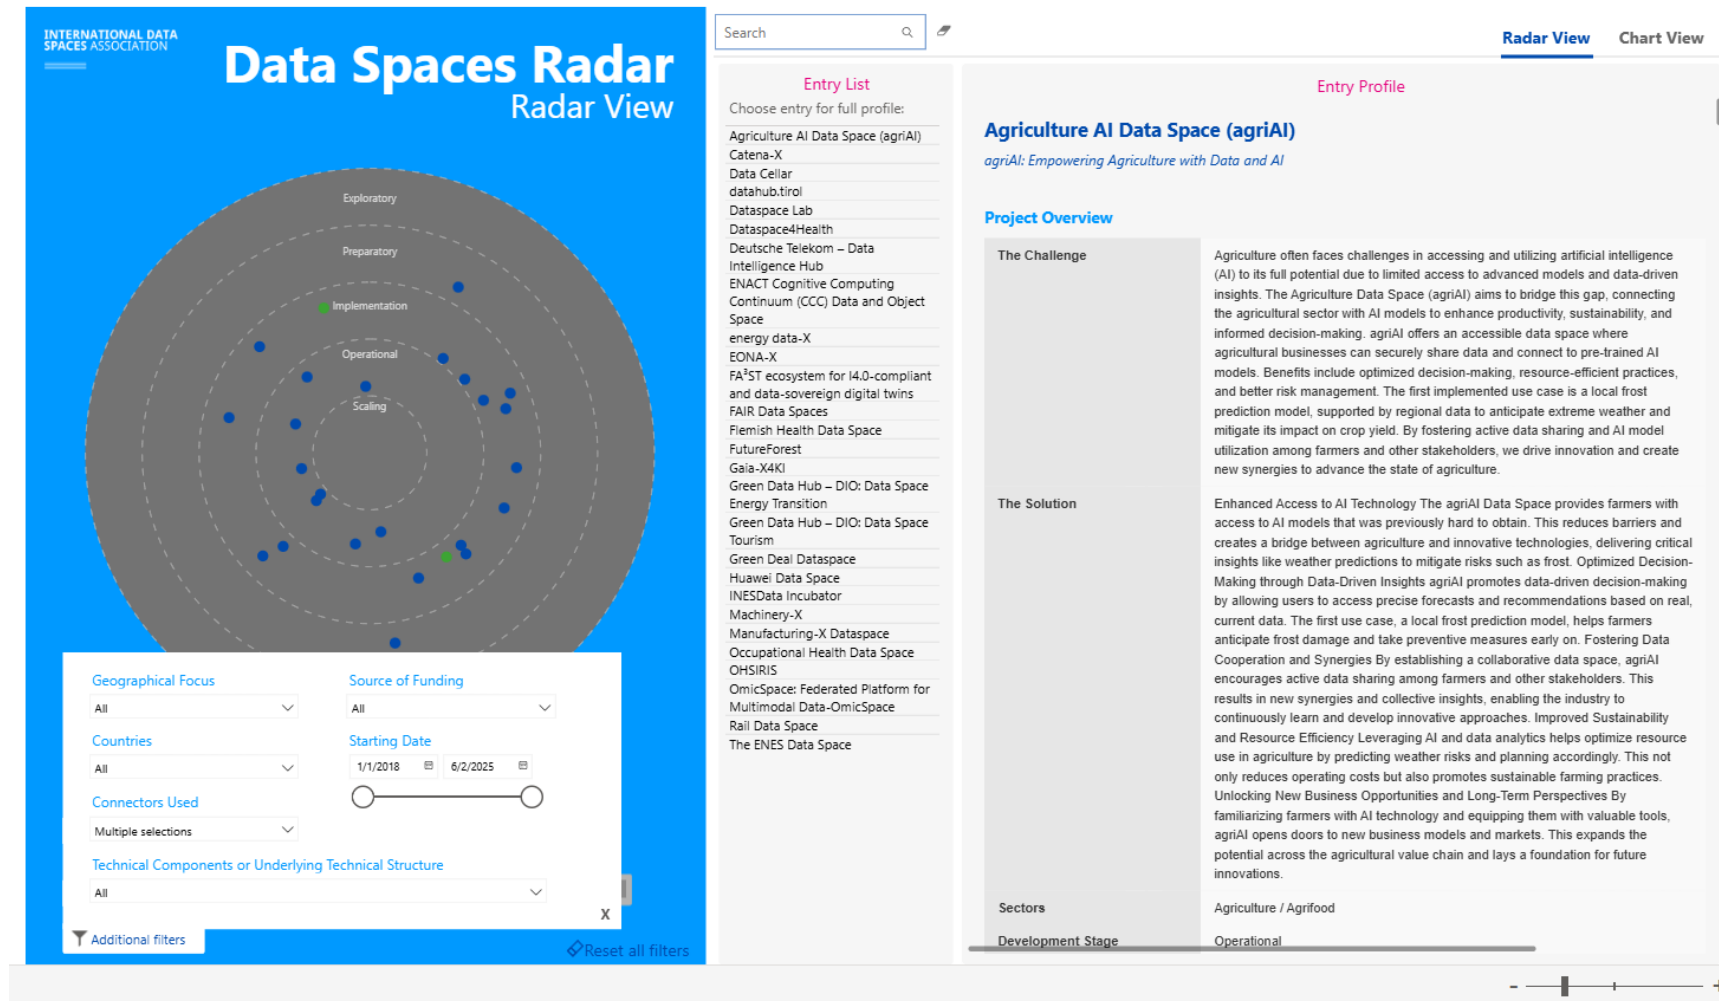 INTERNATIONAL DATA
SPACES ASSOCIATION
Data Spaces Radar
Radar View
Exploratory
Preparatory
Implementation
Operational
Scaling
Geographical Focus
All
Source of Funding
All
Countries
All
Starting Date
1/1/2018
6/2/2025
Connectors Used
Multiple selections
Technical Components or Underlying Technical Structure
All
X
Additional filters
Reset all filters
Search
Radar View
Chart View
Entry List
Choose entry for full profile:
Agriculture AI Data Space (agriAI)
Catena-X
Data Cellar
datahub.tirol
Dataspace Lab
Dataspace4Health
Deutsche Telekom – Data
Intelligence Hub
ENACT Cognitive Computing
Continuum (CCC) Data and Object
Space
energy data-X
EONA-X
FA³ST ecosystem for I4.0-compliant
and data-sovereign digital twins
FAIR Data Spaces
Flemish Health Data Space
FutureForest
Gaia-X4KI
Green Data Hub – DIO: Data Space
Energy Transition
Green Data Hub – DIO: Data Space
Tourism
Green Deal Dataspace
Huawei Data Space
INESData Incubator
Machinery-X
Manufacturing-X Dataspace
Occupational Health Data Space
OHSIRIS
OmicSpace: Federated Platform for
Multimodal Data-OmicSpace
Rail Data Space
The ENES Data Space
Entry Profile
Agriculture AI Data Space (agriAI)
agriAI: Empowering Agriculture with Data and AI
Project Overview
The Challenge
Agriculture often faces challenges in accessing and utilizing artificial intelligence
(AI) to its full potential due to limited access to advanced models and data-driven
insights. The Agriculture Data Space (agriAI) aims to bridge this gap, connecting
the agricultural sector with AI models to enhance productivity, sustainability, and
informed decision-making. agriAI offers an accessible data space where
agricultural businesses can securely share data and connect to pre-trained AI
models. Benefits include optimized decision-making, resource-efficient practices,
and better risk management. The first implemented use case is a local frost
prediction model, supported by regional data to anticipate extreme weather and
mitigate its impact on crop yield. By fostering active data sharing and AI model
utilization among farmers and other stakeholders, we drive innovation and create
new synergies to advance the state of agriculture.
The Solution
Enhanced Access to AI Technology The agriAI Data Space provides farmers with
access to AI models that was previously hard to obtain. This reduces barriers and
creates a bridge between agriculture and innovative technologies, delivering critical
insights like weather predictions to mitigate risks such as frost. Optimized Decision-
Making through Data-Driven Insights agriAI promotes data-driven decision-making
by allowing users to access precise forecasts and recommendations based on real,
current data. The first use case, a local frost prediction model, helps farmers
anticipate frost damage and take preventive measures early on. Fostering Data
Cooperation and Synergies By establishing a collaborative data space, agriAI
encourages active data sharing among farmers and other stakeholders. This
results in new synergies and collective insights, enabling the industry to
continuously learn and develop innovative approaches. Improved Sustainability
and Resource Efficiency Leveraging AI and data analytics helps optimize resource
use in agriculture by predicting weather risks and planning accordingly. This not
only reduces operating costs but also promotes sustainable farming practices.
Unlocking New Business Opportunities and Long-Term Perspectives By
familiarizing farmers with AI technology and equipping them with valuable tools,
agriAI opens doors to new business models and markets. This expands the
potential across the agricultural value chain and lays a foundation for future
innovations.
Sectors
Agriculture / Agrifood
Development Stage
Operational